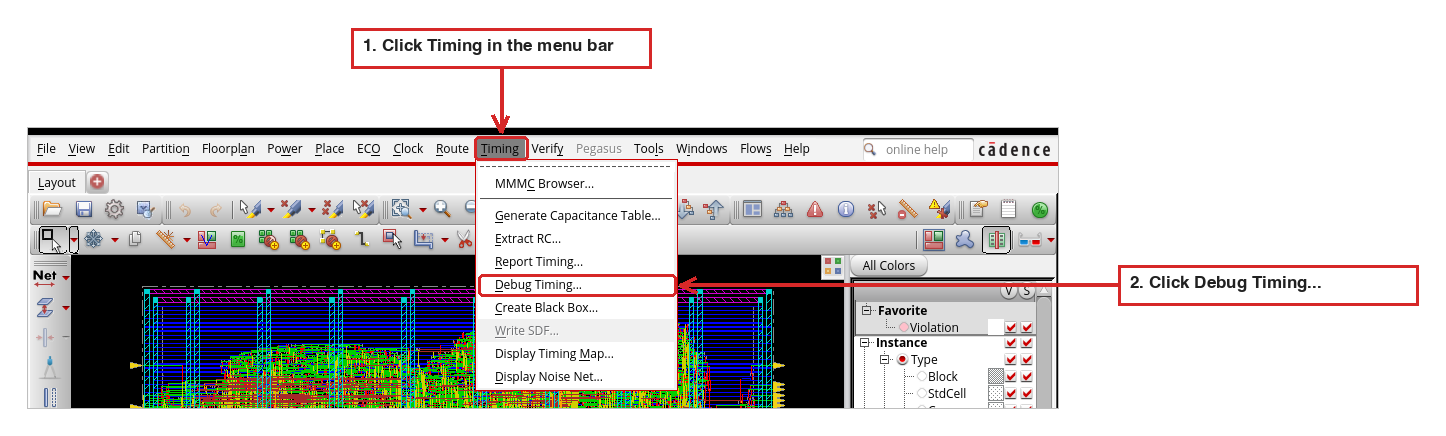 1. Click Timing in the menu bar
File View Edit Partition Floorplan Power Place ECO Clock Route Timing Verify Pegasus Tools Windows Flows Help online help cādence
Layout
MMMC Browser...
Generate Capacitance Table...
Extract RC...
Report Timing...
Debug Timing...
Create Black Box...
Write SDF...
Display Timing Map...
Display Noise Net...
2. Click Debug Timing...
Net
All Colors
V S
Favorite
Violation
Instance
Type
Block
StdCell